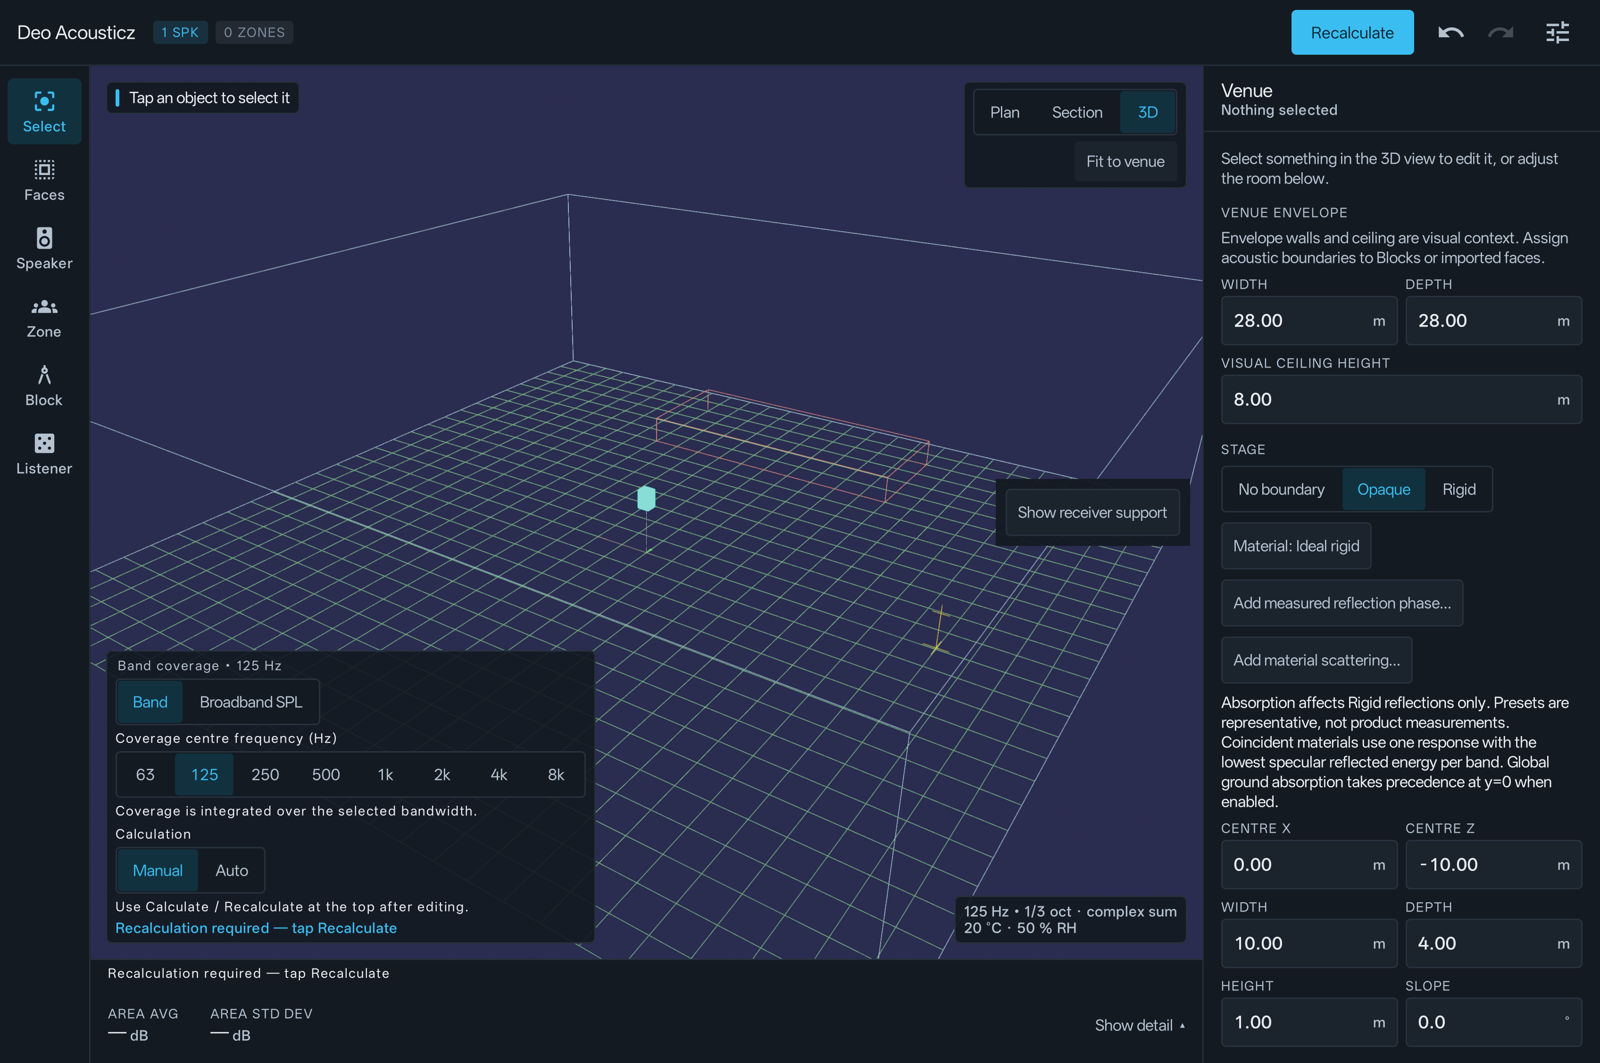 Deo Acousticz
1 SPK
0 ZONES
Recalculate
Select
Faces
Speaker
Zone
Block
Listener
Tap an object to select it
Plan
Section
3D
Fit to venue
Show receiver support
Band coverage • 125 Hz
Band
Broadband SPL
Coverage centre frequency (Hz)
63
125
250
500
1k
2k
4k
8k
Coverage is integrated over the selected bandwidth.
Calculation
Manual
Auto
Use Calculate / Recalculate at the top after editing.
Recalculation required — tap Recalculate
125 Hz • 1/3 oct · complex sum
20 °C · 50 % RH
Recalculation required — tap Recalculate
AREA AVG
— dB
AREA STD DEV
— dB
Show detail ▴
Venue
Nothing selected
Select something in the 3D view to edit it, or adjust
the room below.
VENUE ENVELOPE
Envelope walls and ceiling are visual context. Assign
acoustic boundaries to Blocks or imported faces.
WIDTH
28.00 m
DEPTH
28.00 m
VISUAL CEILING HEIGHT
8.00 m
STAGE
No boundary
Opaque
Rigid
Material: Ideal rigid
Add measured reflection phase...
Add material scattering...
Absorption affects Rigid reflections only. Presets are
representative, not product measurements.
Coincident materials use one response with the
lowest specular reflected energy per band. Global
ground absorption takes precedence at y=0 when
enabled.
CENTRE X
0.00 m
CENTRE Z
-10.00 m
WIDTH
10.00 m
DEPTH
4.00 m
HEIGHT
1.00 m
SLOPE
0.0 °